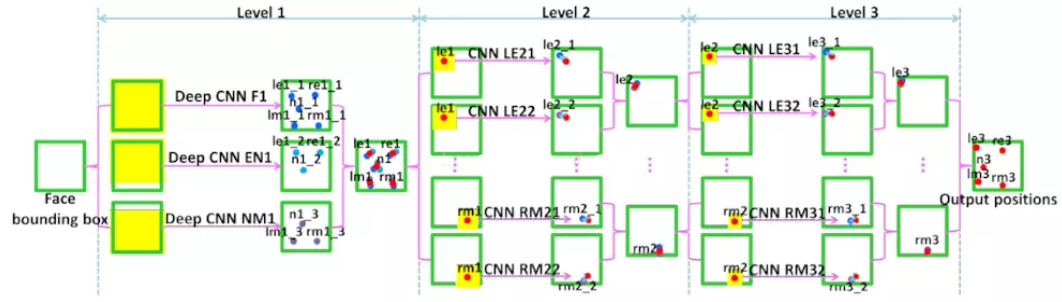 Level 1
Level 2
Level 3
Face
bounding box
Deep CNN F1
Deep CNN EN1
Deep CNN NM1
le1_1 re1_1
n1_1
lm1_1 rm1_1
le1_2 re1_2
n1_2
n1_3
lm1_3 rm1_3
le1 re1
n1
lm1 rm1
le1
CNN LE21
le2_1
le1
CNN LE22
le2_2
le2
rm1
CNN RM21
rm2_1
rm1
CNN RM22
rm2_2
rm2
le2
CNN LE31
le3_1
le2
CNN LE32
le3_2
le3
rm2
CNN RM31
rm3_1
rm2
CNN RM32
rm3_2
rm3
le3 re3
n3
lm3 rm3
Output positions